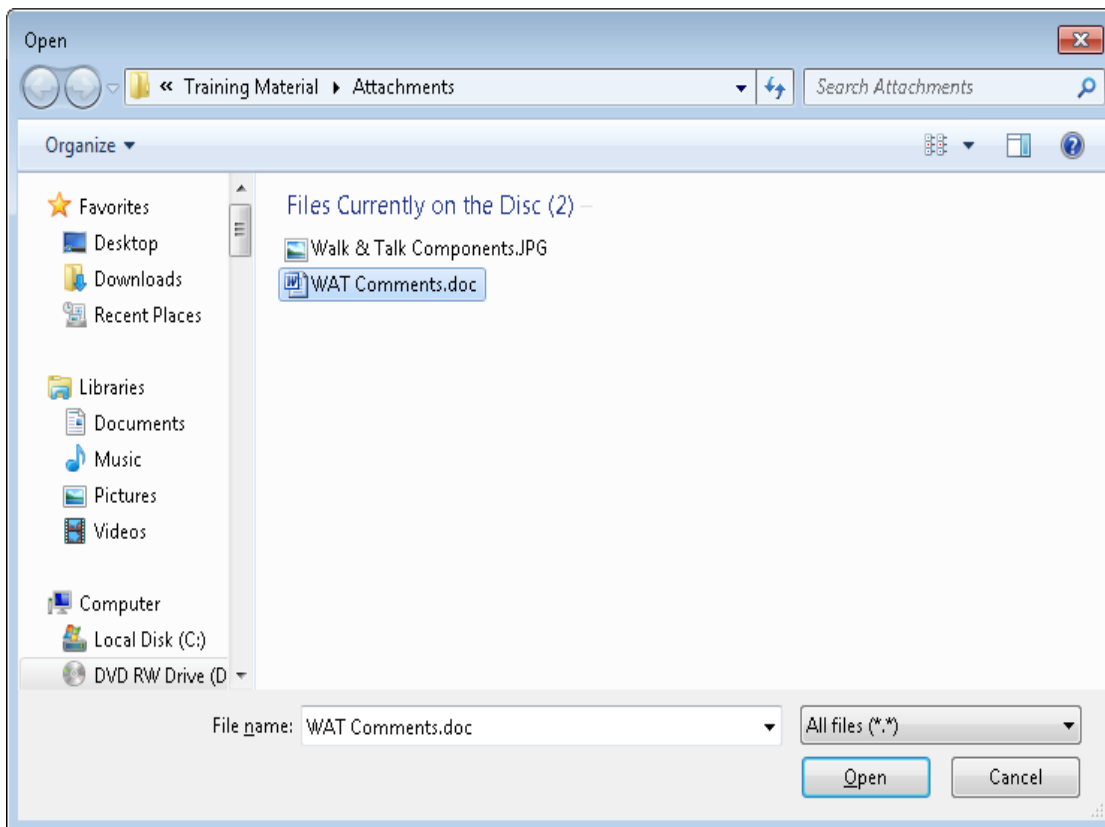 Open
« Training Material ▸ Attachments
Search Attachments
Organize
Favorites
Desktop
Downloads
Recent Places
Libraries
Documents
Music
Pictures
Videos
Computer
Local Disk (C:)
DVD RW Drive (D
Files Currently on the Disc (2)
Walk & Talk Components.JPG
WAT Comments.doc
File name: WAT Comments.doc
All files (*.*)
Open Cancel